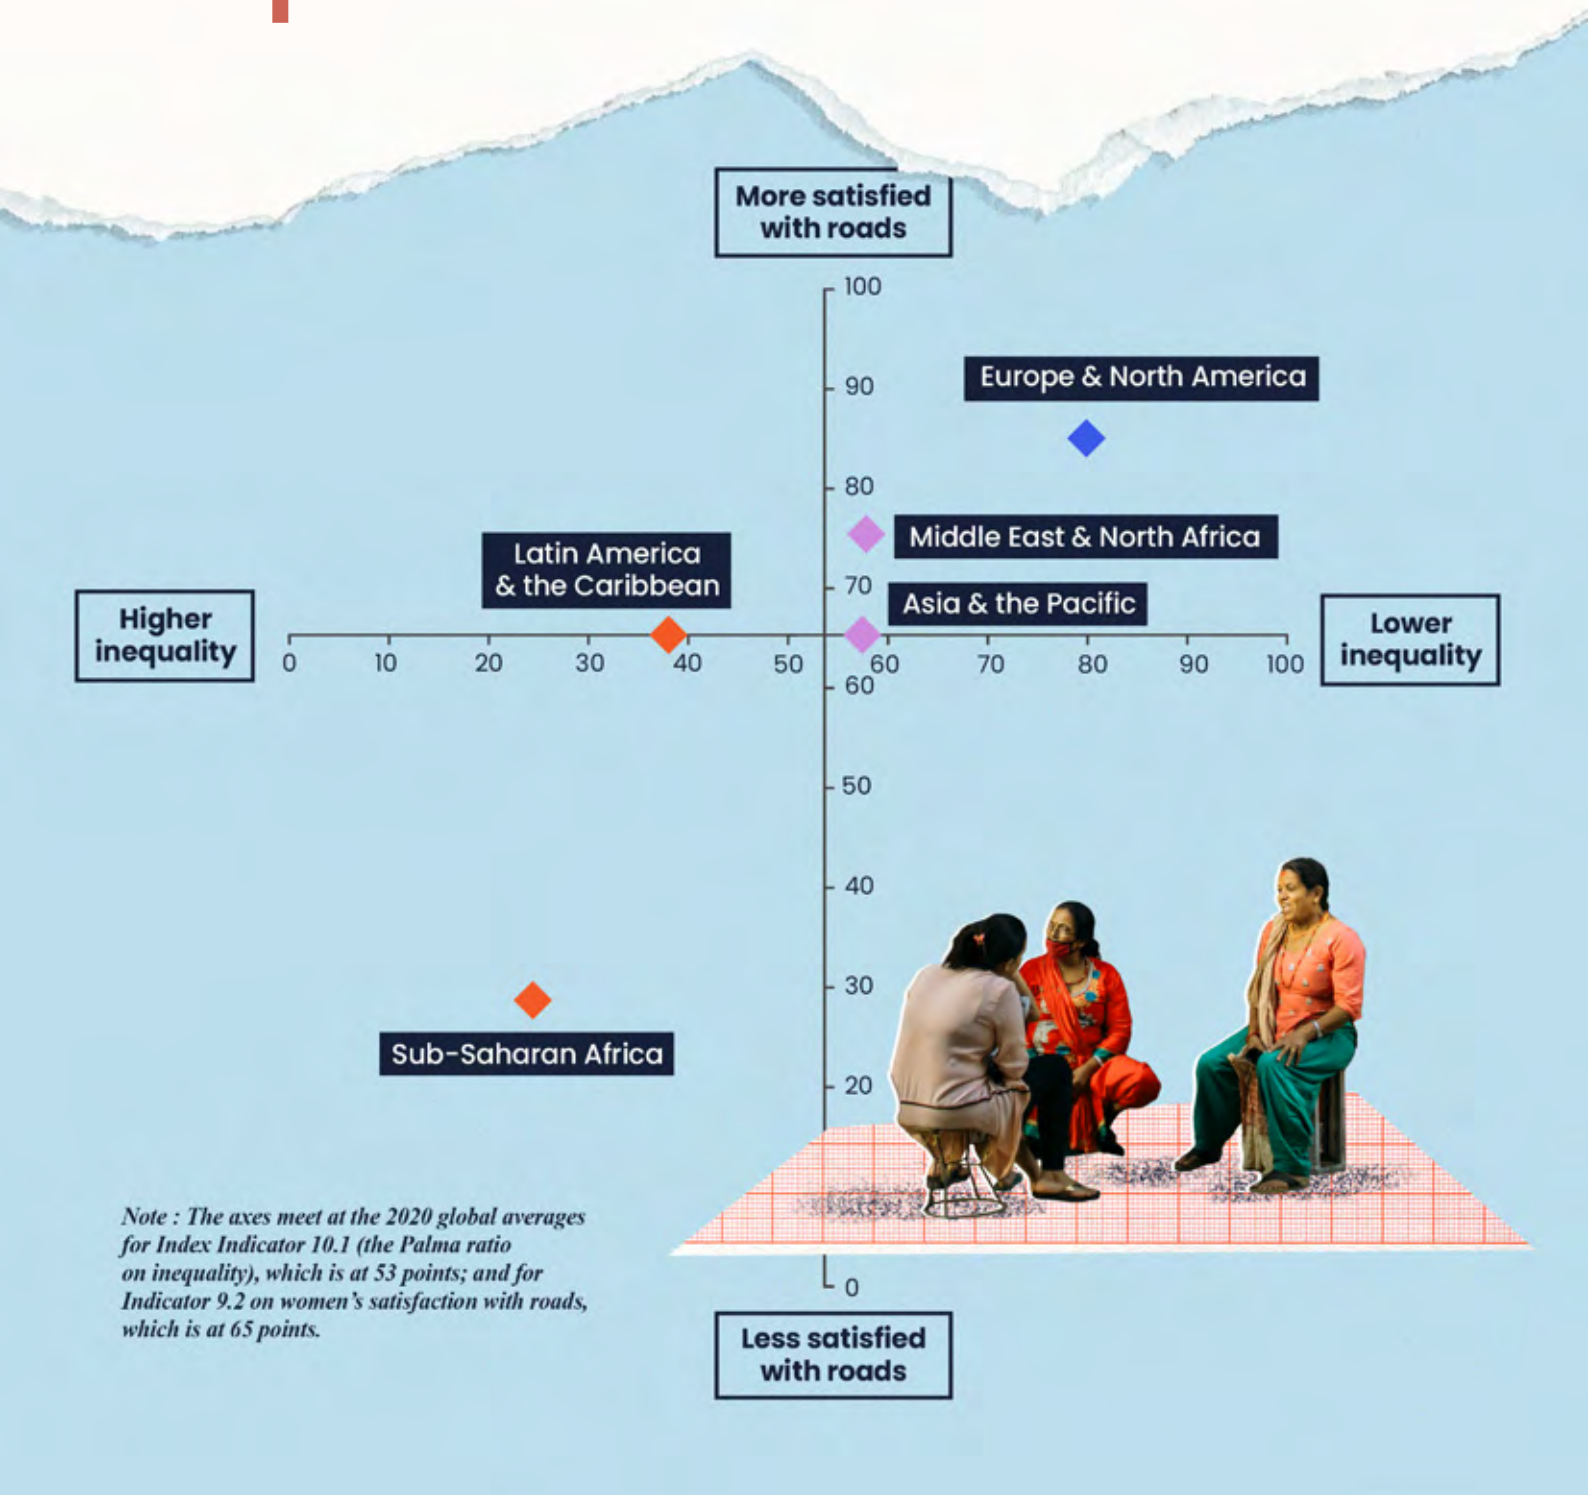 More satisfied
with roads
100
90
Europe & North America
80
Middle East & North Africa
Latin America
& the Caribbean
70
Asia & the Pacific
Higher
inequality
Lower
inequality
0 10 20 30 40 50 60 70 80 90 100
60
50
40
30
Sub-Saharan Africa
20
Note : The axes meet at the 2020 global averages
for Index Indicator 10.1 (the Palma ratio
on inequality), which is at 53 points; and for
Indicator 9.2 on women's satisfaction with roads,
which is at 65 points.
0
Less satisfied
with roads